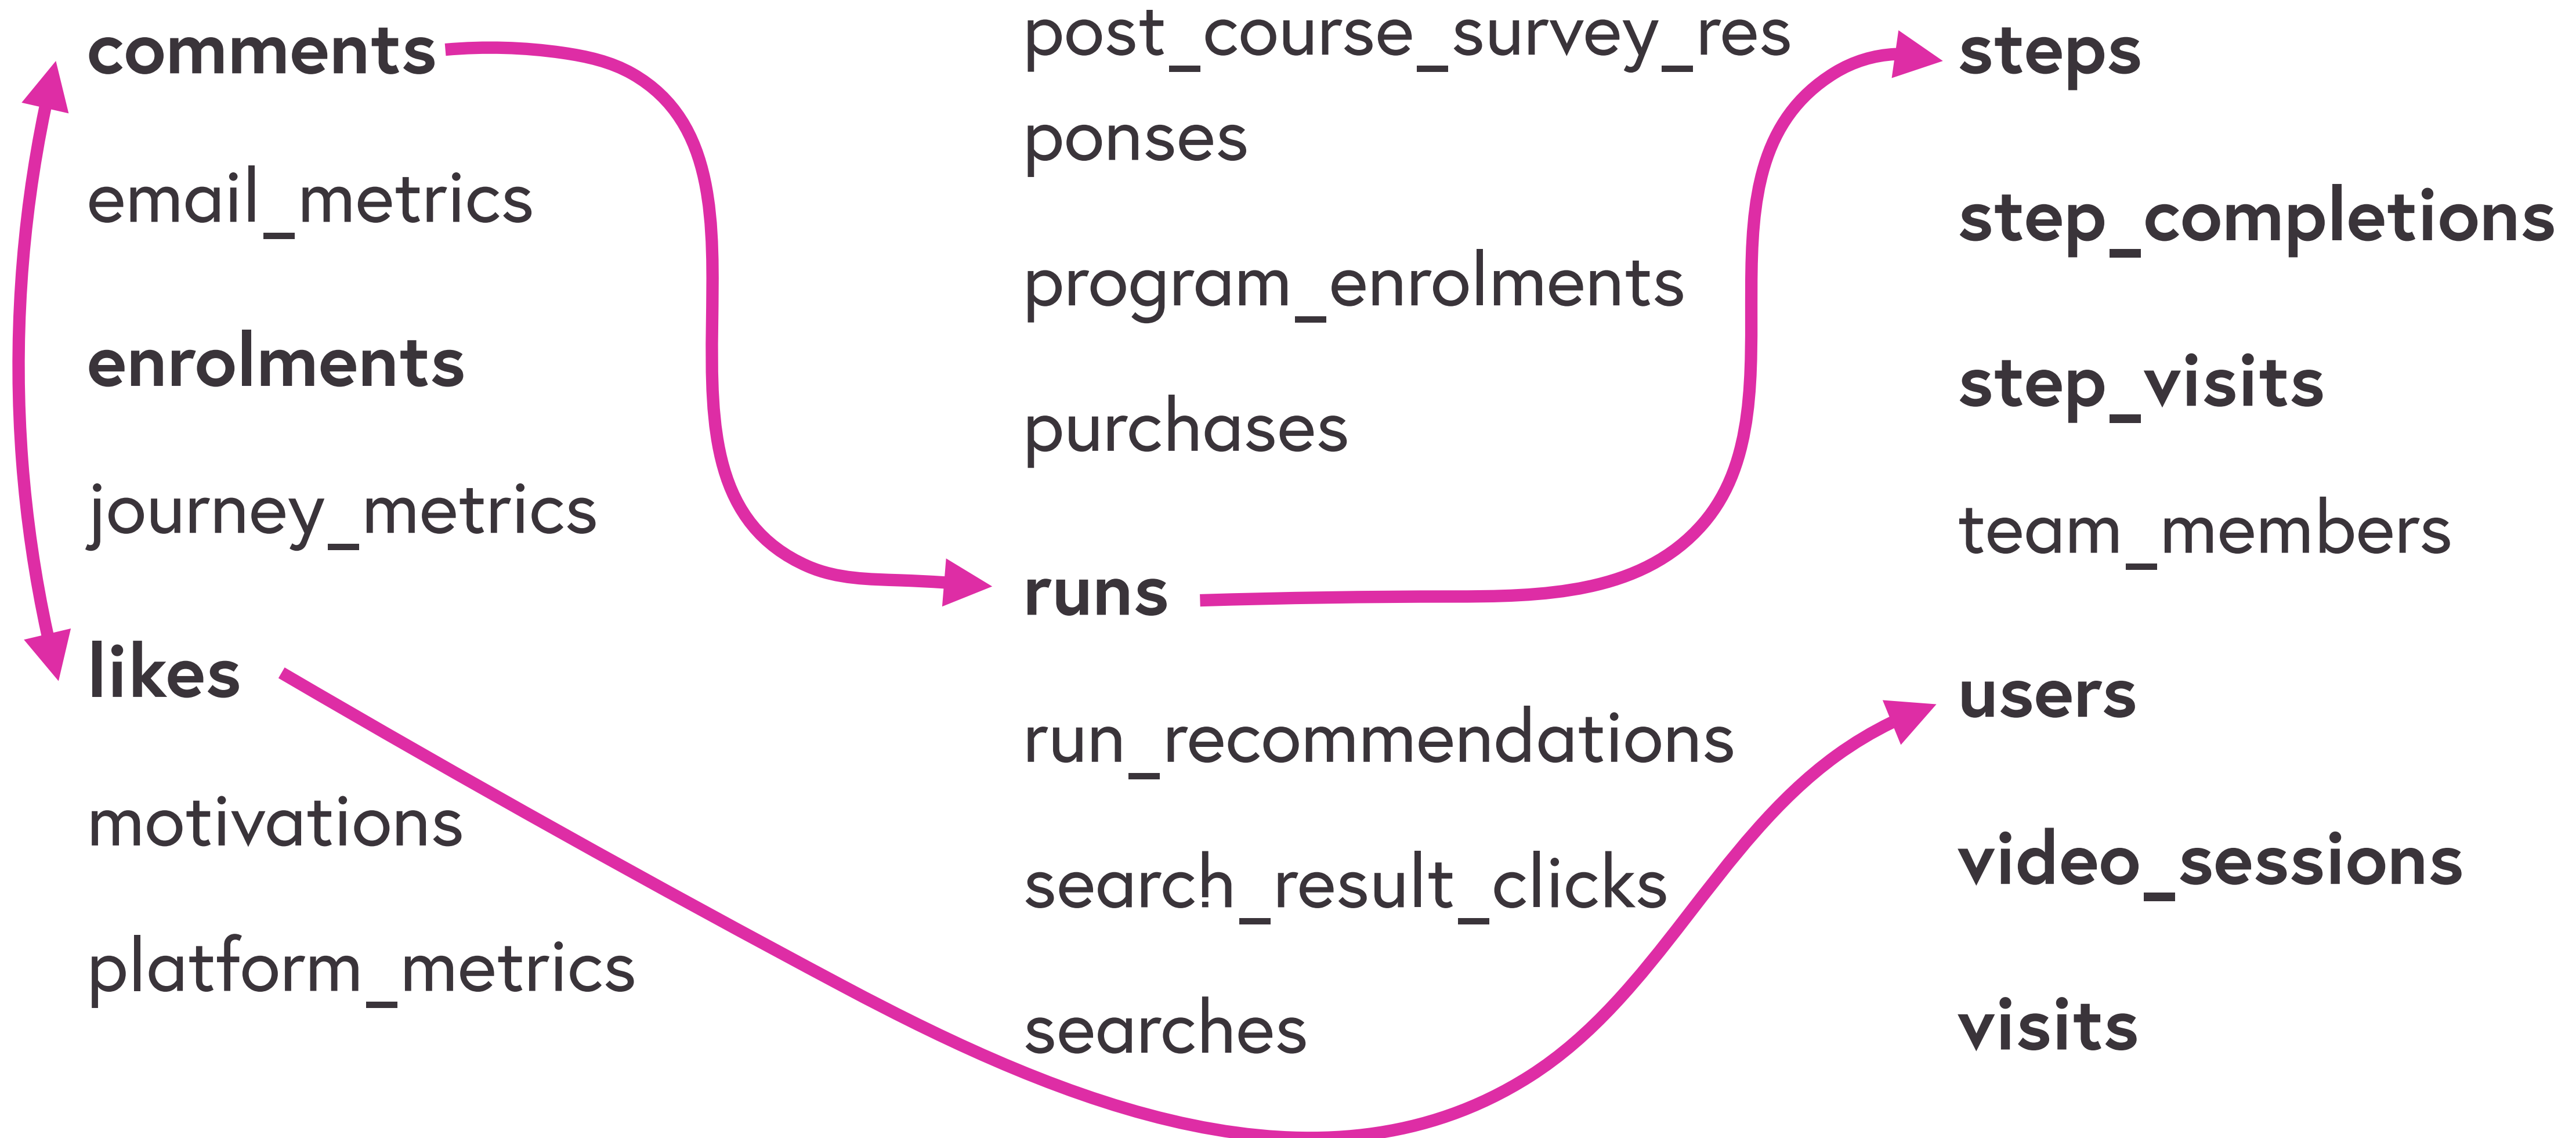 comments
email_metrics
enrolments
journey_metrics
likes
motivations
platform_metrics
post_course_survey_res
ponses
program_enrolments
purchases
runs
run_recommendations
search_result_clicks
searches
steps
step_completions
step_visits
team_members
users
video_sessions
visits